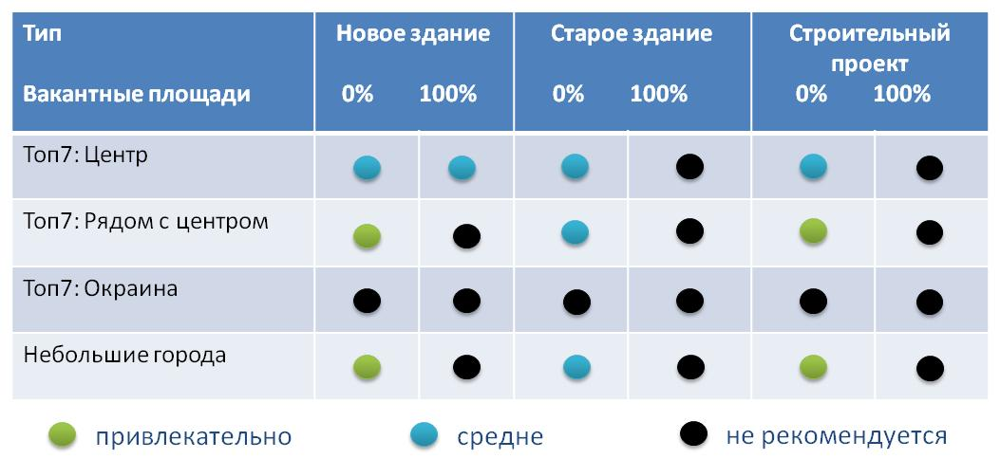 Тип Новое здание Старое здание Строительный
проект
Вакантные площади 0% 100% 0% 100% 0% 100%
Топ7: Центр
Топ7: Рядом с центром
Топ7: Окраина
Небольшие города
привлекательно средне не рекомендуется